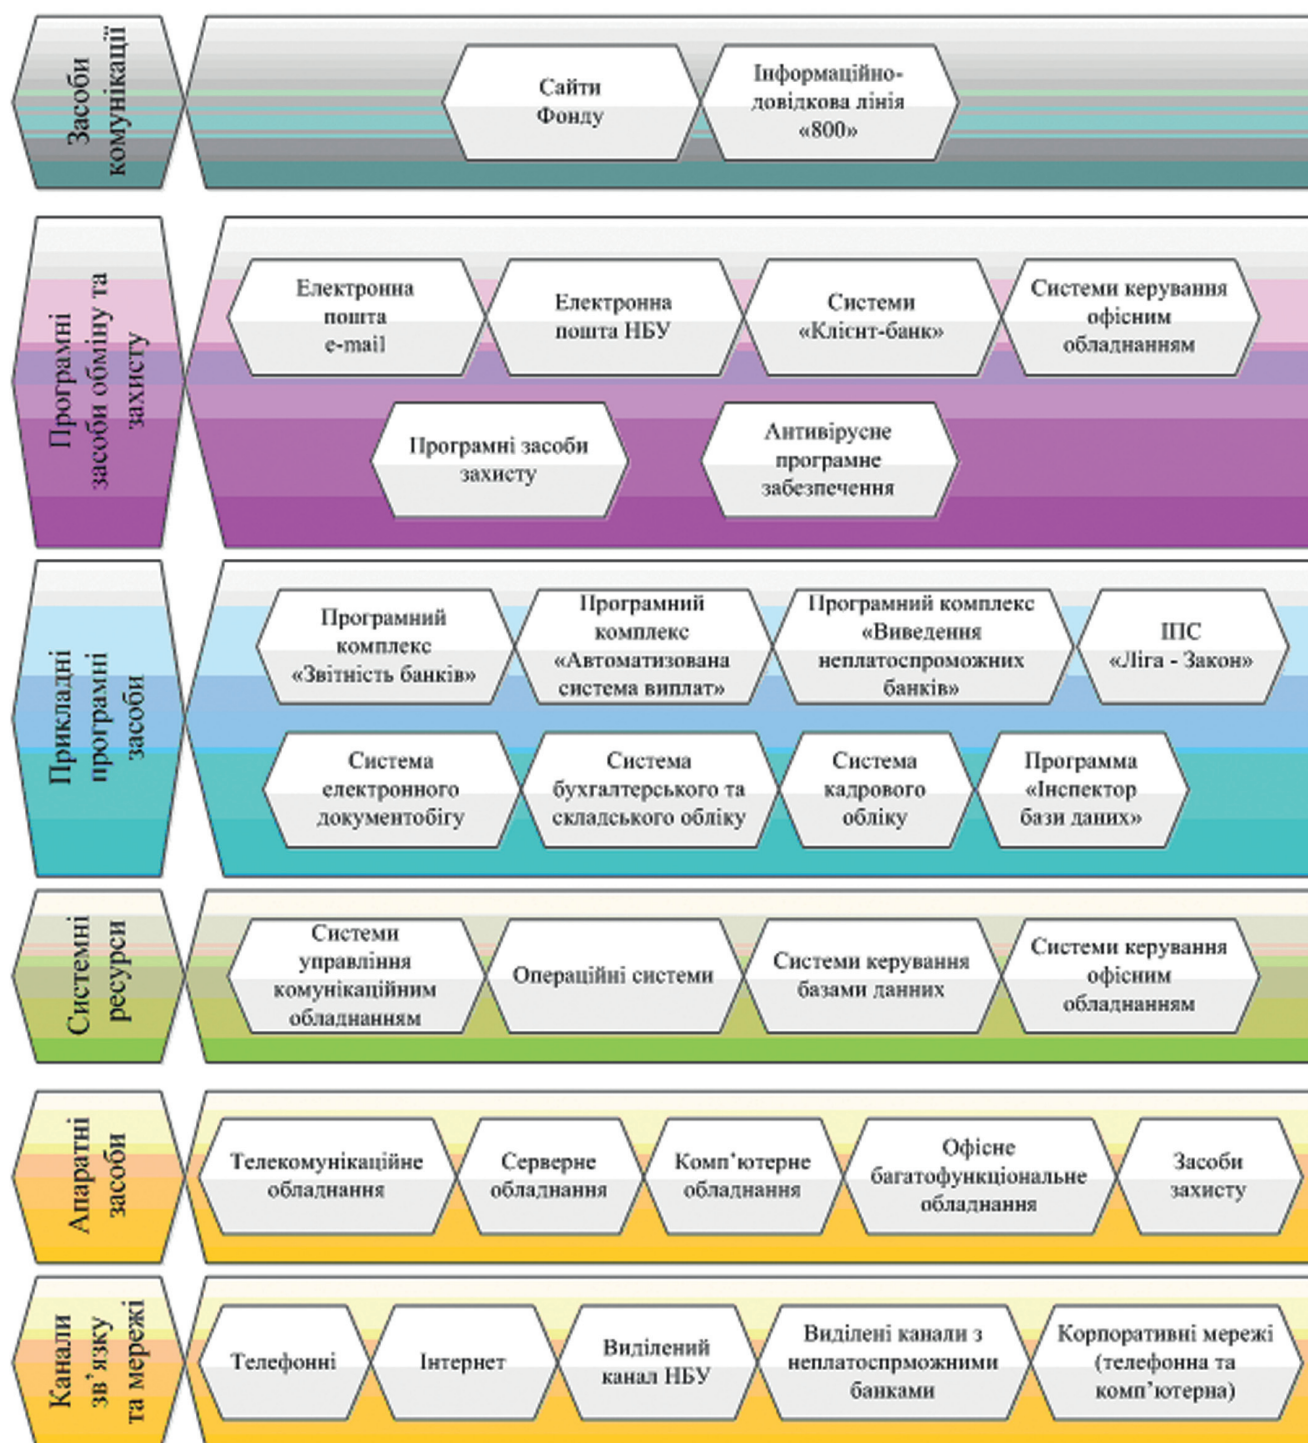 Засоби
комунікації
Сайти
Фонду
Інформаційно-
довідкова лінія
«800»
Програмні
засоби обміну та
захисту
Електронна
пошта
e-mail
Електронна
пошта НБУ
Системи
«Клієнт-банк»
Системи керування
офісним
обладнанням
Програмні засоби
захисту
Антивірусне
програмне
забезпечення
Прикладні
програмні
засоби
Програмний
комплекс
«Звітність банків»
Програмний
комплекс
«Автоматизована
система виплат»
Програмний комплекс
«Виведення
неплатоспроможних
банків»
ІПС
«Ліга - Закон»
Система
електронного
документобігу
Система
бухгалтерського та
складського обліку
Система
кадрового
обліку
Программа
«Інспектор
бази даних»
Системні
ресурси
Системи
управління
комунікаційним
обладнанням
Операційні системи
Системи керування
базами данних
Системи керування
офісним
обладнанням
Апаратні
засоби
Телекомунікаційне
обладнання
Серверне
обладнання
Комп’ютерне
обладнання
Офісне
багатофункціональне
обладнання
Засоби
захисту
Канали
зв’язку
та мережі
Телефонні
Інтернет
Виділений
канал НБУ
Виділені канали з
неплатоспрможними
банками
Корпоративні мережі
(телефонна та
комп’ютерна)